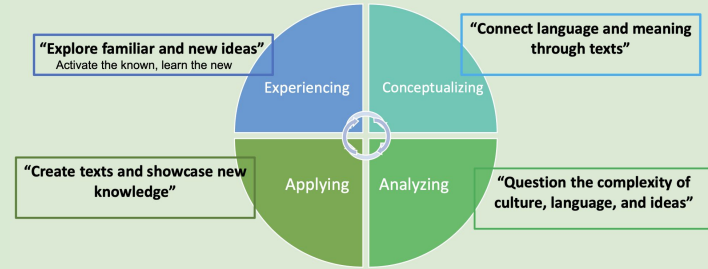 “Explore familiar and new ideas”
Activate the known, learn the new
“Connect language and meaning
through texts”
Experiencing
Conceptualizing
“Create texts and showcase new
knowledge”
Applying
Analyzing
“Question the complexity of
culture, language, and ideas”